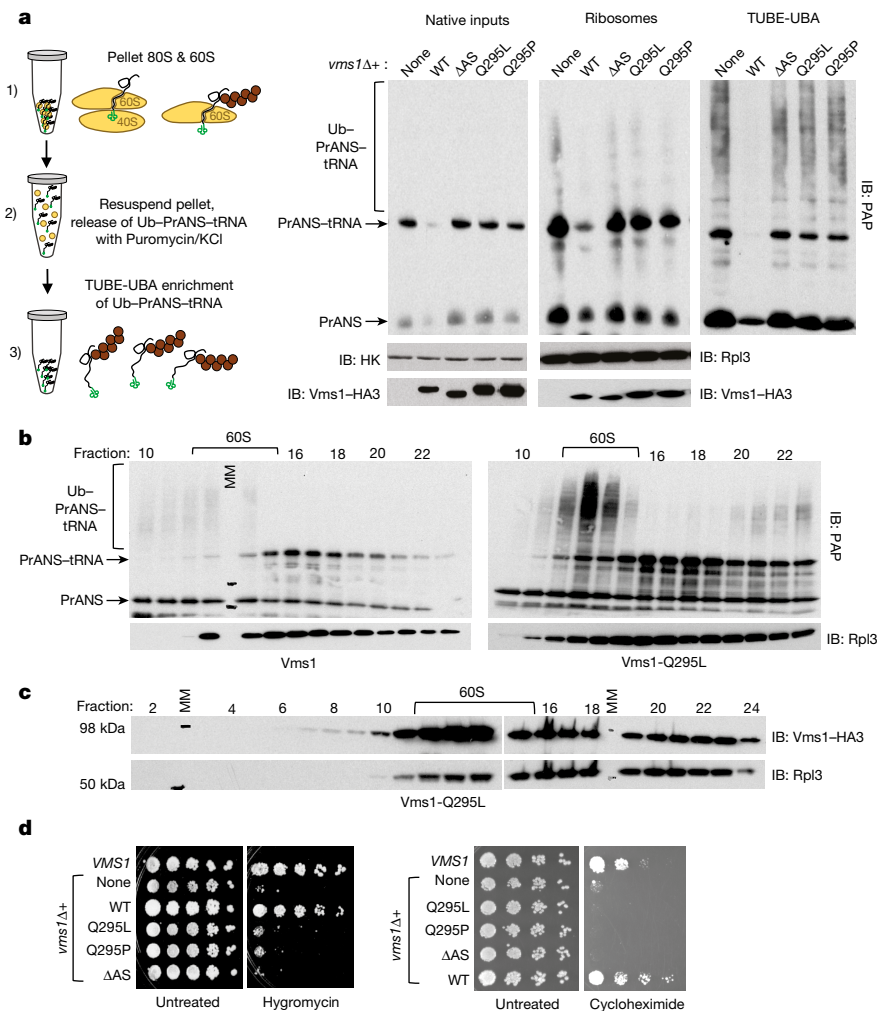 a
Native inputs
Ribosomes
TUBE-UBA
vms1Δ+ :
None WT ΔAS Q295L Q295P
None WT ΔAS Q295L Q295P
None WT ΔAS Q295L Q295P
1)
Pellet 80S & 60S
60S
40S
60S
2)
Resuspend pellet,
release of Ub–PrANS–tRNA
with Puromycin/KCl
TUBE-UBA enrichment
of Ub–PrANS–tRNA
3)
Ub–
PrANS–
tRNA
PrANS–tRNA
PrANS
IB: PAP
IB: HK
IB: Rpl3
IB: Vms1–HA3
IB: Vms1–HA3
b
60S
Fraction: 10 MM 16 18 20 22
60S
10 16 18 20 22
Ub–
PrANS–
tRNA
PrANS–tRNA
PrANS
IB: PAP
IB: Rpl3
Vms1
Vms1-Q295L
c
60S
Fraction: 2 MM 4 6 8 10 16 18 MM 20 22 24
98 kDa
IB: Vms1–HA3
50 kDa
IB: Rpl3
Vms1-Q295L
d
VMS1
None
WT
Q295L
Q295P
ΔAS
vms1Δ+
Untreated
Hygromycin
VMS1
None
Q295L
Q295P
ΔAS
WT
vms1Δ+
Untreated
Cycloheximide